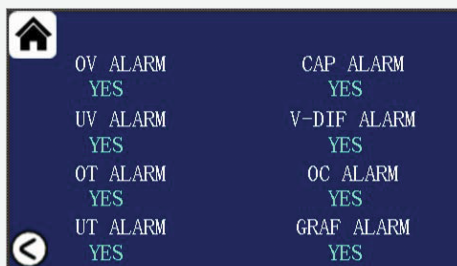 OV ALARM
YES
CAP ALARM
YES
UV ALARM
YES
V-DIF ALARM
YES
OT ALARM
YES
OC ALARM
YES
UT ALARM
YES
GRAF ALARM
YES